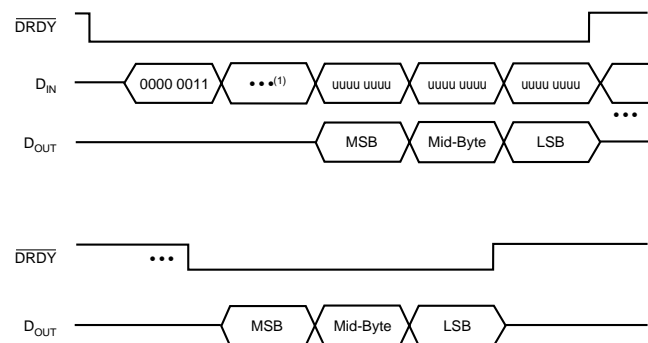 DRDY
DIN 0000 0011 •••(1) uuuu uuuu uuuu uuuu uuuu uuuu
•••
DOUT MSB Mid-Byte LSB
DRDY •••
DOUT MSB Mid-Byte LSB